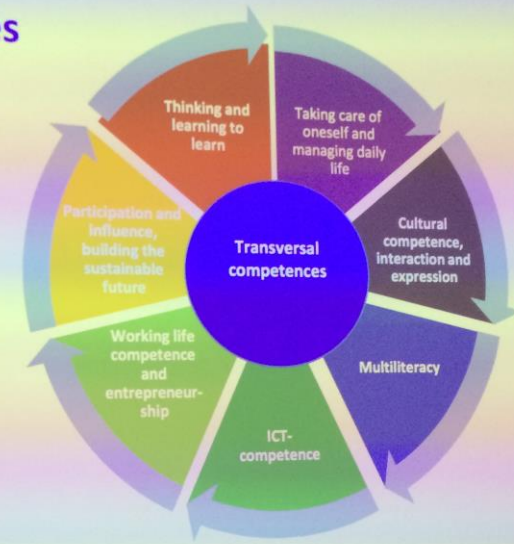 Transversal
competences
Taking care of
oneself and
managing daily
life
Cultural
competence,
interaction and
expression
Multiliteracy
ICT-
competence
Working life
competence
and
entrepreneur-
ship
Participation and
influence,
building the
sustainable
future
Thinking and
learning to
learn